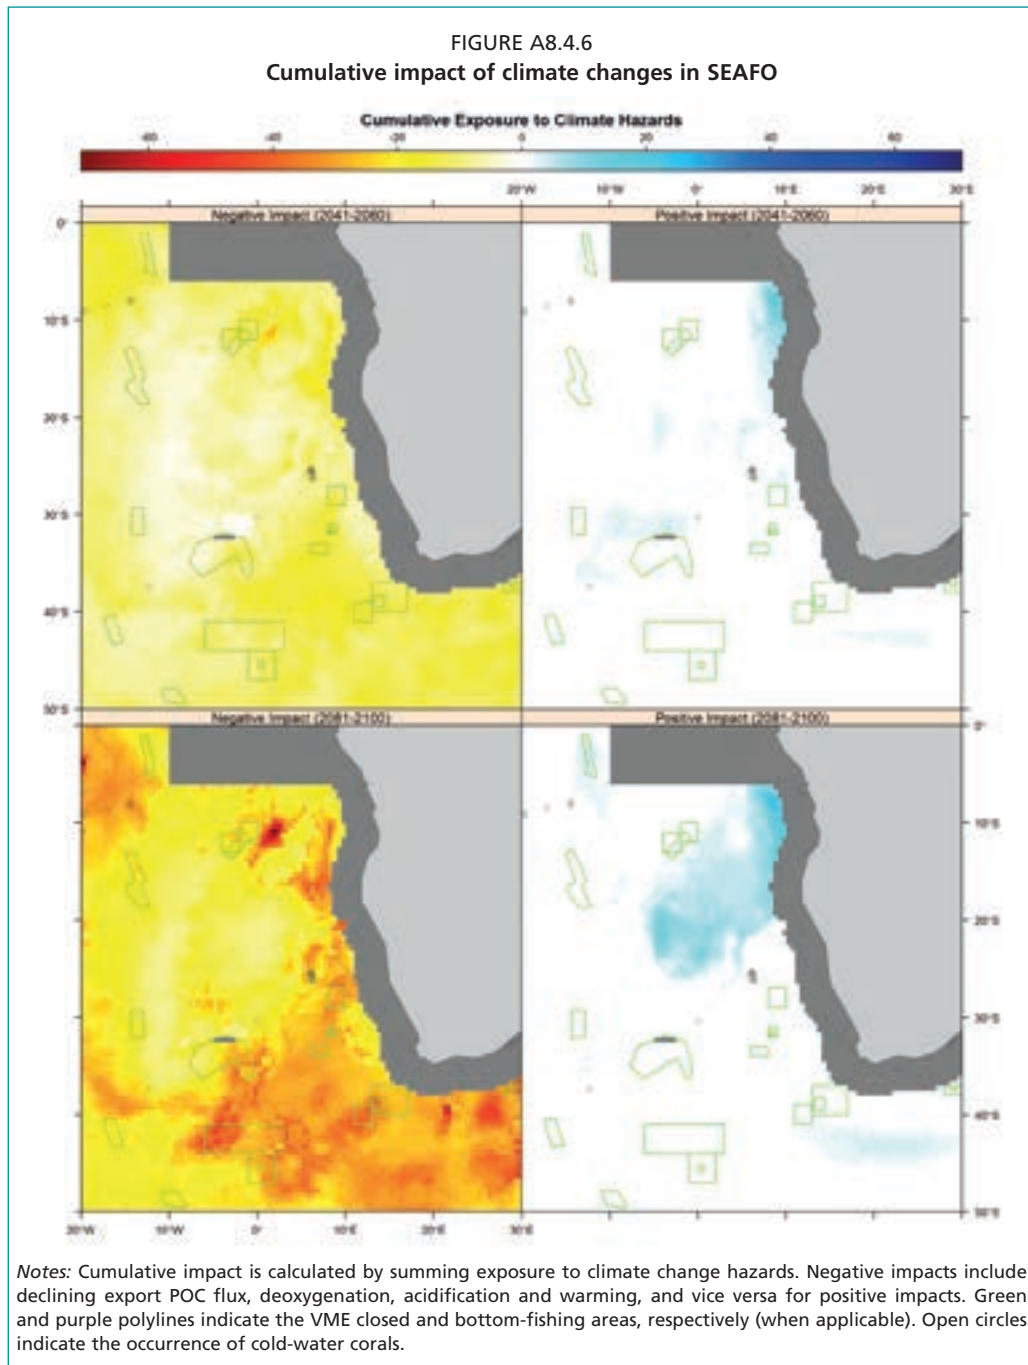 FIGURE A8.4.6
Cumulative impact of climate changes in SEAFO
Cumulative Exposure to Climate Hazards
-60 -40 -20 0 20 40 60
20°W 10°W 0° 10°E 20°E 30°E
Negative Impact (2041-2060) Positive Impact (2041-2060)
0°
10°S
20°S
30°S
40°S
50°S
Negative Impact (2081-2100) Positive Impact (2081-2100)
0°
10°S
20°S
30°S
40°S
50°S
20°W 10°W 0° 10°E 20°E 30°E
Notes: Cumulative impact is calculated by summing exposure to climate change hazards. Negative impacts include
declining export POC flux, deoxygenation, acidification and warming, and vice versa for positive impacts. Green
and purple polylines indicate the VME closed and bottom-fishing areas, respectively (when applicable). Open circles
indicate the occurrence of cold-water corals.